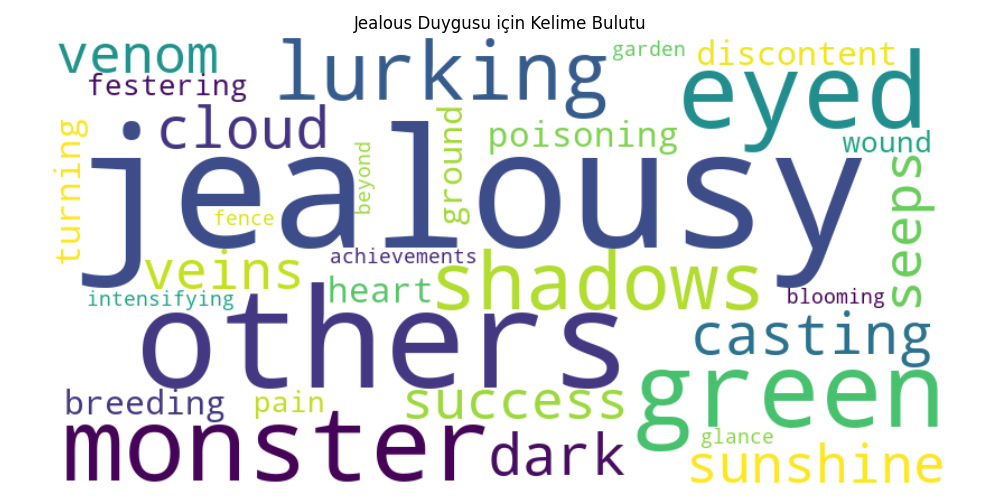 Jealous Duygusu için Kelime Bulutu
venom
lurking
garden
discontent
festering
eyed
cloud
poisoning
wound
turning
jealousy
beyond
ground
seeps
fence
veins
achievements
shadows
intensifying
heart
blooming
others
casting
breeding
pain
success
green
monster
dark
glance
sunshine